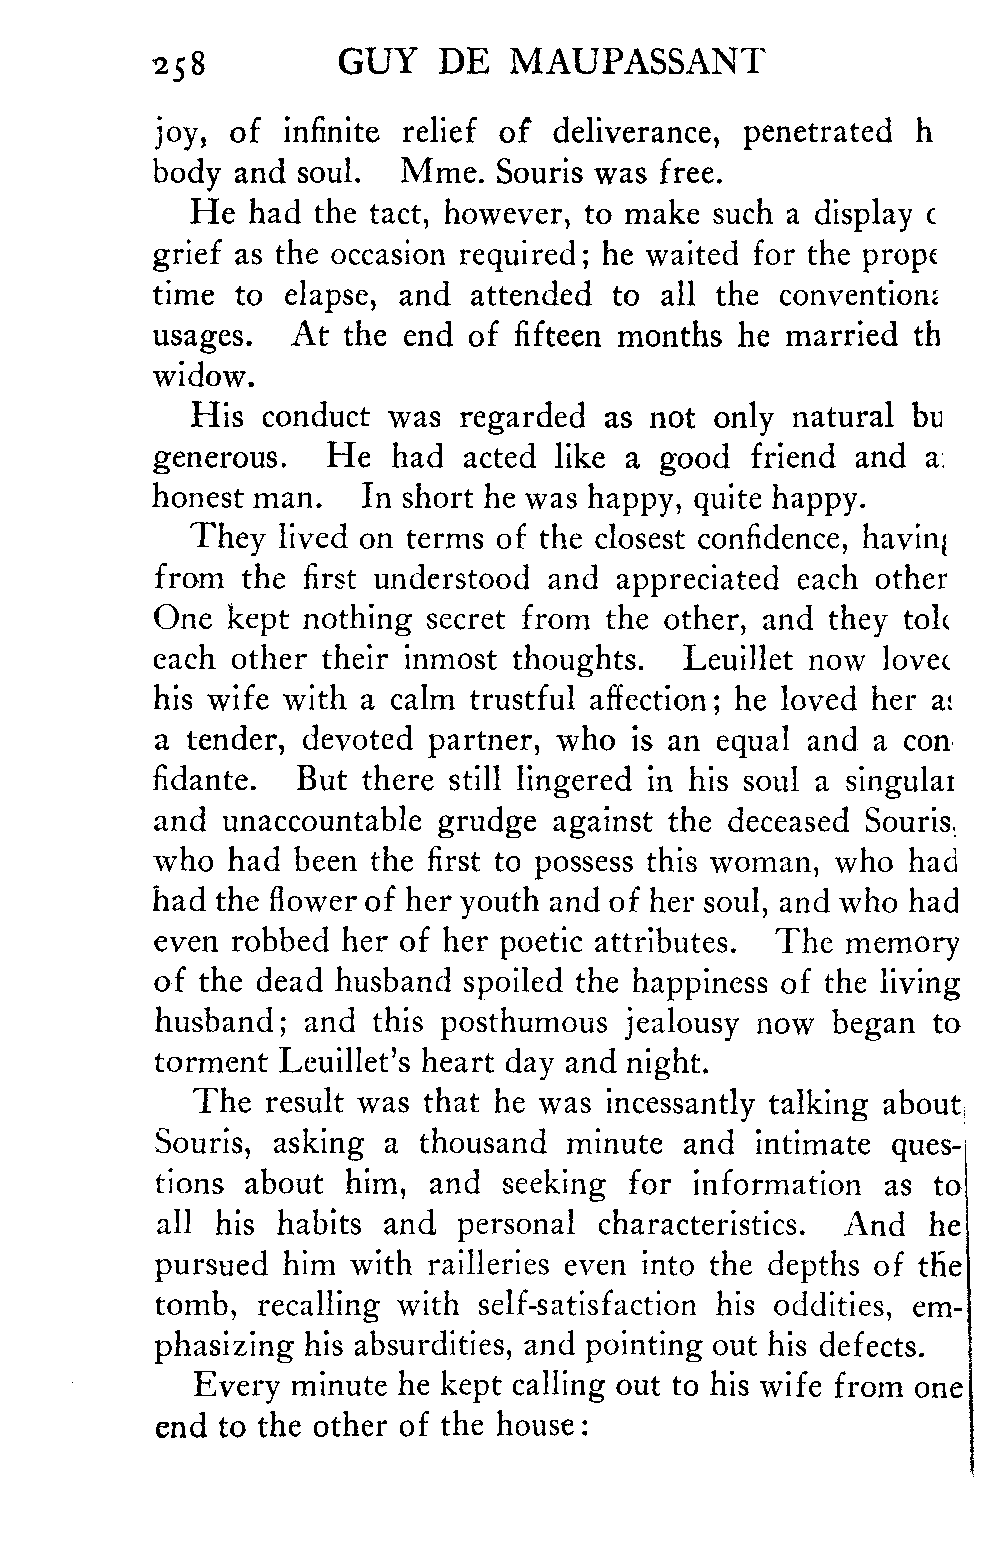 258 GUY DE MAUPASSANT
joy, of infinite relief of deliverance, penetrated h
body and soul. Mme. Souris was free.
He had the tact, however, to make such a display
grief as the occasion required; he waited for the prope
time to elapse, and attended to all the convention
usages. At the end of fifteen months he married th
widow.
His conduct was regarded as not only natural bu
generous. He had acted like a good friend and a
honest man. In short he was happy, quite happy.
They lived on terms of the closest confidence, having
from the first understood and appreciated each other
One kept nothing secret from the other, and they told
each other their inmost thoughts. Leuillet now loved
his wife with a calm trustful affection; he loved her as
a tender, devoted partner, who is an equal and a con-
fidante. But there still lingered in his soul a singular
and unaccountable grudge against the deceased Souris,
who had been the first to possess this woman, who had
had the flower of her youth and of her soul, and who had
even robbed her of her poetic attributes. The memory
of the dead husband spoiled the happiness of the living
husband; and this posthumous jealousy now began to
torment Leuillet's heart day and night.
The result was that he was incessantly talking about
Souris, asking a thousand minute and intimate ques-
tions about him, and seeking for information as to
all his habits and personal characteristics. And he
pursued him with railleries even into the depths of the
tomb, recalling with self-satisfaction his oddities, em-
phasizing his absurdities, and pointing out his defects.
Every minute he kept calling out to his wife from one
end to the other of the house: